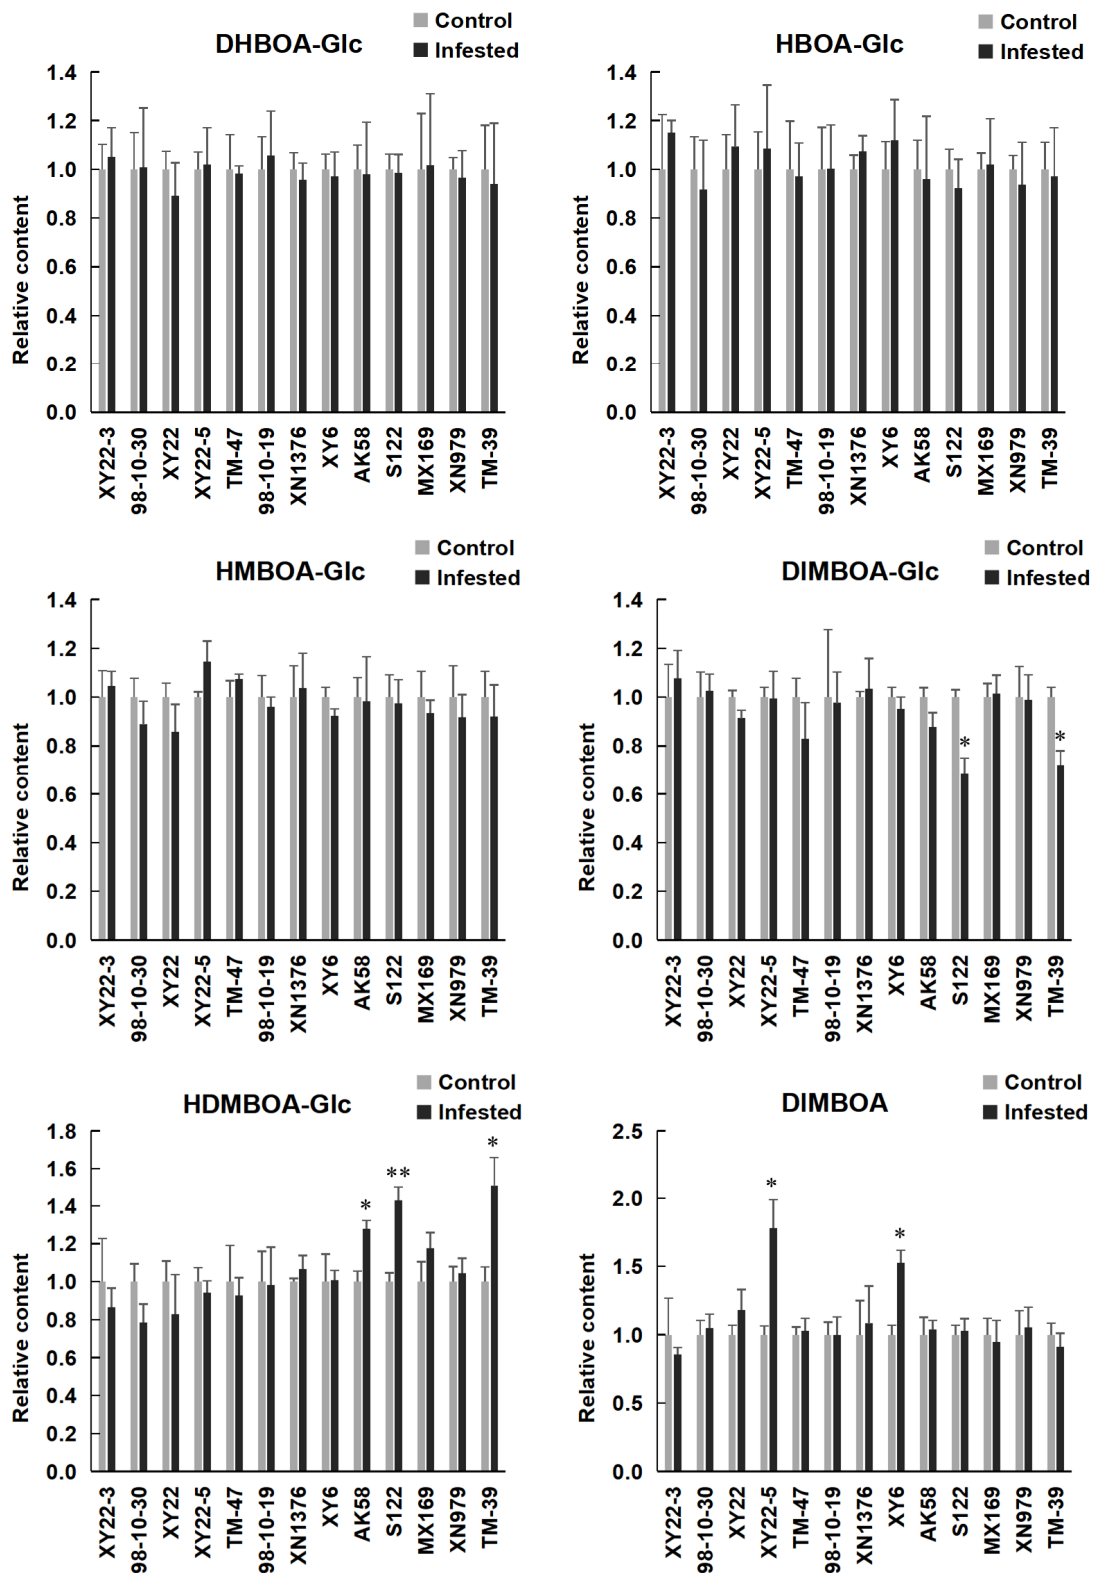 DHBOA-Glc
Control
Infested
Relative content
1.4
1.2
1.0
0.8
0.6
0.4
0.2
0.0
XY22-3
98-10-30
XY22
XY22-5
TM-47
98-10-19
XN1376
XY6
AK58
S122
MX169
XN979
TM-39
HBOA-Glc
Control
Infested
Relative content
1.4
1.2
1.0
0.8
0.6
0.4
0.2
0.0
XY22-3
98-10-30
XY22
XY22-5
TM-47
98-10-19
XN1376
XY6
AK58
S122
MX169
XN979
TM-39
HMBOA-Glc
Control
Infested
Relative content
1.4
1.2
1.0
0.8
0.6
0.4
0.2
0.0
XY22-3
98-10-30
XY22
XY22-5
TM-47
98-10-19
XN1376
XY6
AK58
S122
MX169
XN979
TM-39
DIMBOA-Glc
Control
Infested
Relative content
1.4
1.2
1.0
0.8
0.6
0.4
0.2
0.0
*
*
XY22-3
98-10-30
XY22
XY22-5
TM-47
98-10-19
XN1376
XY6
AK58
S122
MX169
XN979
TM-39
HDMBOA-Glc
Control
Infested
Relative content
1.8
1.6
1.4
1.2
1.0
0.8
0.6
0.4
0.2
0.0
*
**
*
XY22-3
98-10-30
XY22
XY22-5
TM-47
98-10-19
XN1376
XY6
AK58
S122
MX169
XN979
TM-39
DIMBOA
Control
Infested
Relative content
2.5
2.0
1.5
1.0
0.5
0.0
*
*
XY22-3
98-10-30
XY22
XY22-5
TM-47
98-10-19
XN1376
XY6
AK58
S122
MX169
XN979
TM-39